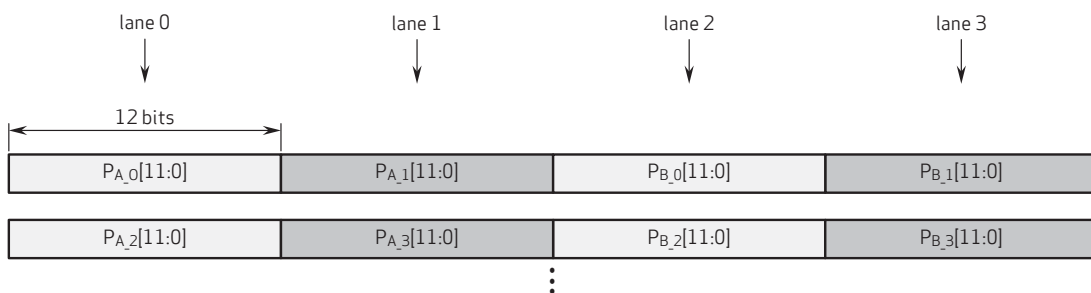 lane 0 lane 1 lane 2 lane 3
12 bits
PA_0[11:0] PA_1[11:0] PB_0[11:0] PB_1[11:0]
PA_2[11:0] PA_3[11:0] PB_2[11:0] PB_3[11:0]